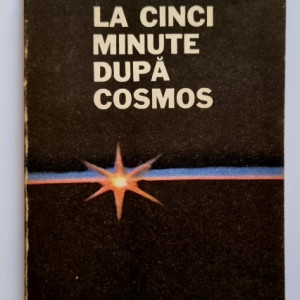 LA CINCI
MINUTE
DUPĂ
COSMOS